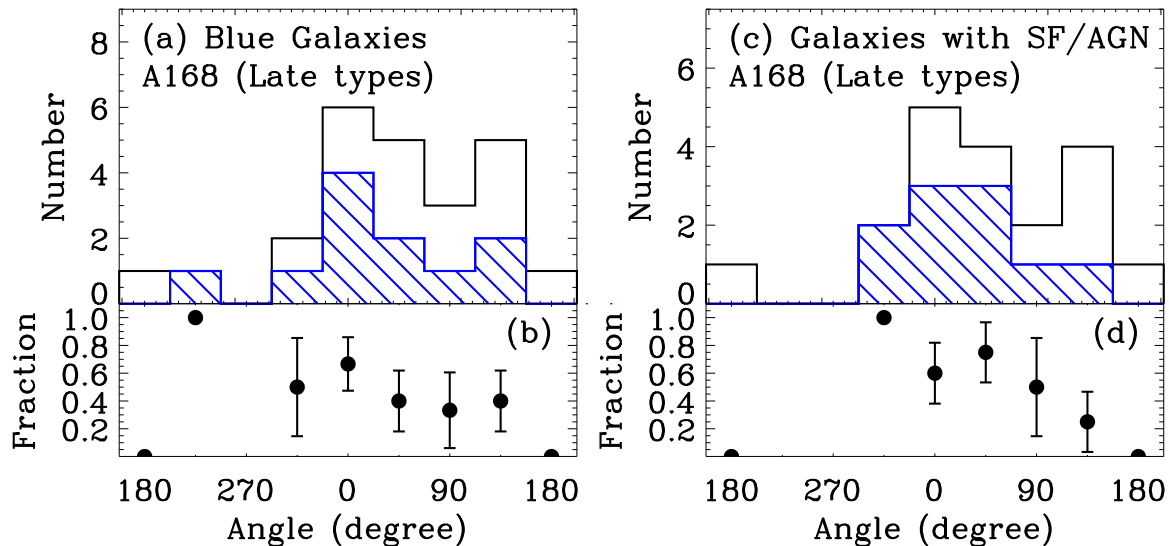 (a) Blue Galaxies
A168 (Late types)
Number
8
6
4
2
0
(b)
Fraction
1.0
0.8
0.6
0.4
0.2
180 270 0 90 180
Angle (degree)
(c) Galaxies with SF/AGN
A168 (Late types)
Number
6
4
2
0
(d)
Fraction
1.0
0.8
0.6
0.4
0.2
180 270 0 90 180
Angle (degree)